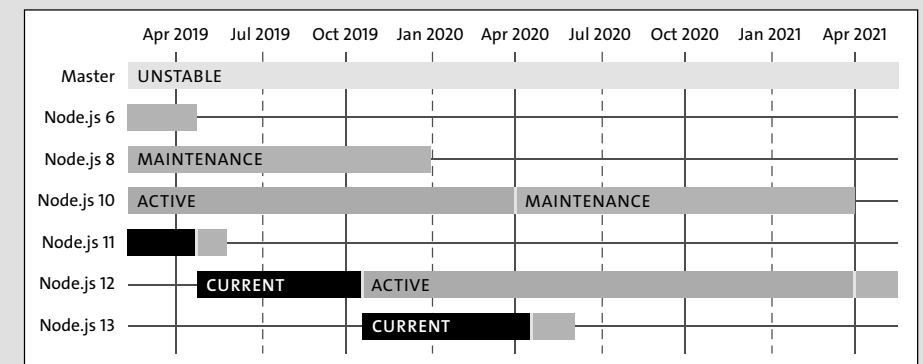 Apr 2019 Jul 2019 Oct 2019 Jan 2020 Apr 2020 Jul 2020 Oct 2020 Jan 2021 Apr 2021
Master UNSTABLE
Node.js 6
Node.js 8 MAINTENANCE
Node.js 10 ACTIVE MAINTENANCE
Node.js 11
Node.js 12 CURRENT ACTIVE
Node.js 13 CURRENT